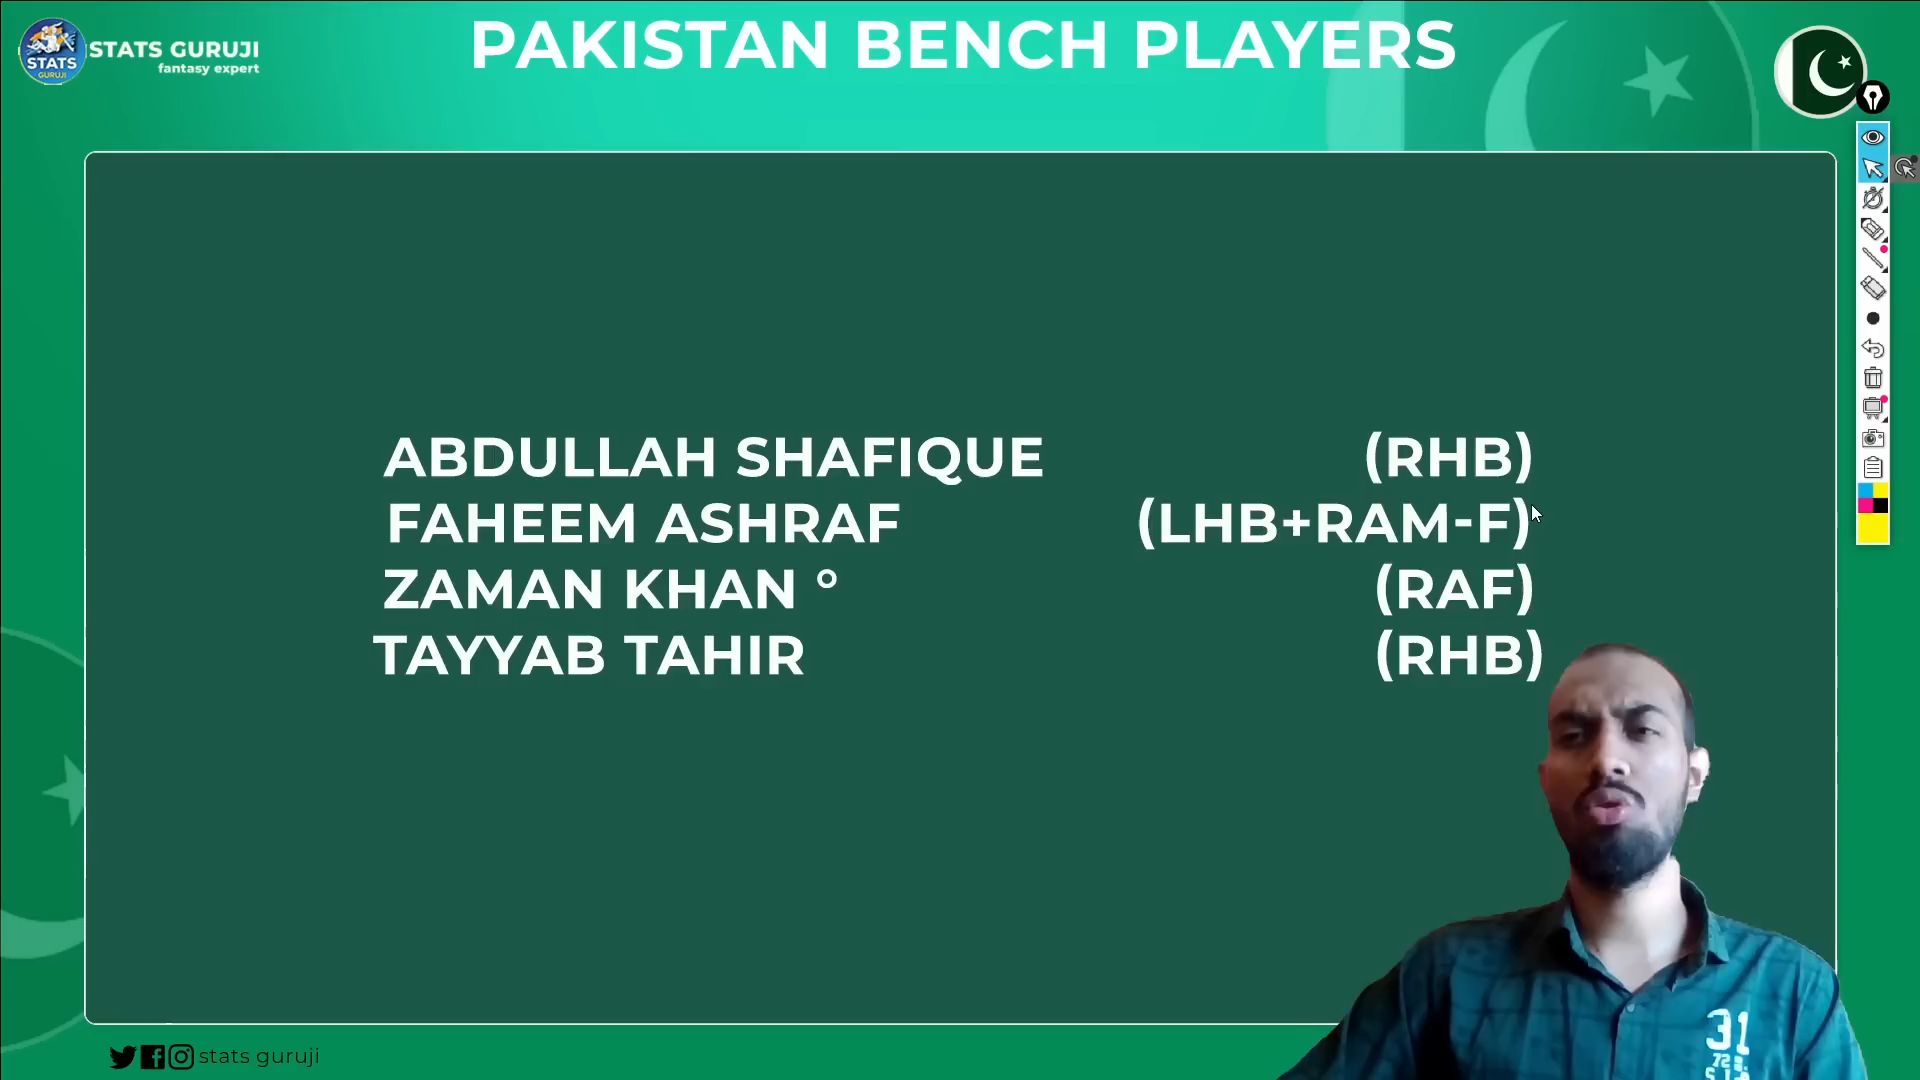 PAKISTAN BENCH PLAYERS
STATS GURUJI
fantasy expert
STATS
GURUJI
ABDULLAH SHAFIQUE (RHB)
FAHEEM ASHRAF (LHB+RAM-F)
ZAMAN KHAN ° (RAF)
TAYYAB TAHIR (RHB)
31
stats guruji